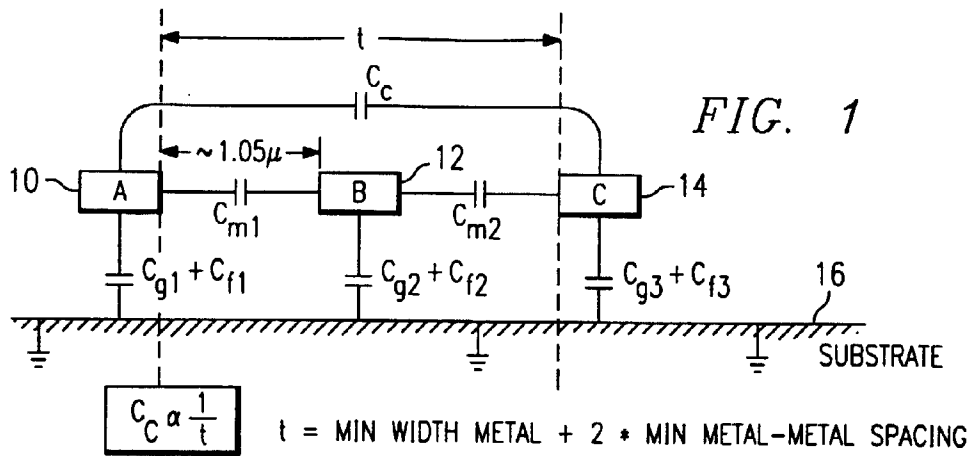 t
C_c
FIG. 1
~1.05μ
10 A
12
B
C 14
C_m1
C_m2
C_g1 + C_f1
C_g2 + C_f2
C_g3 + C_f3
16
SUBSTRATE
C_C α 1/t
t = MIN WIDTH METAL + 2 * MIN METAL-METAL SPACING